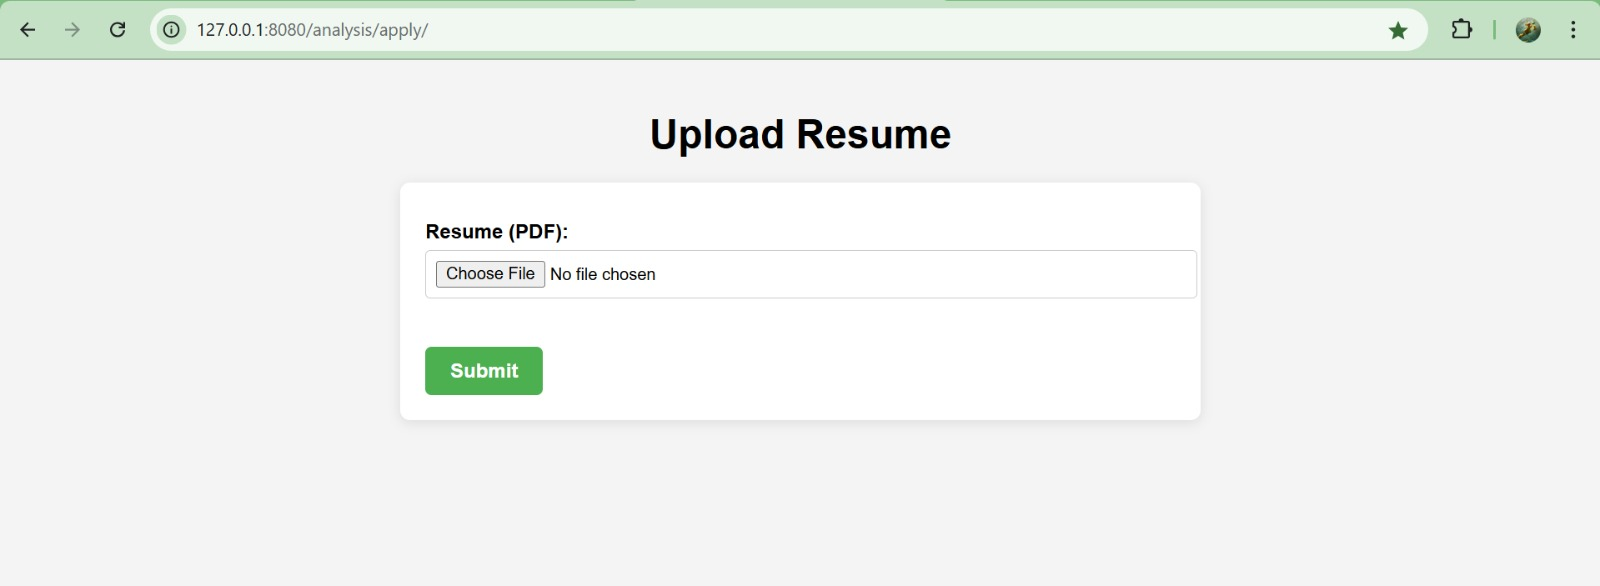 127.0.0.1:8080/analysis/apply/
Upload Resume
Resume (PDF):
Choose File No file chosen
Submit